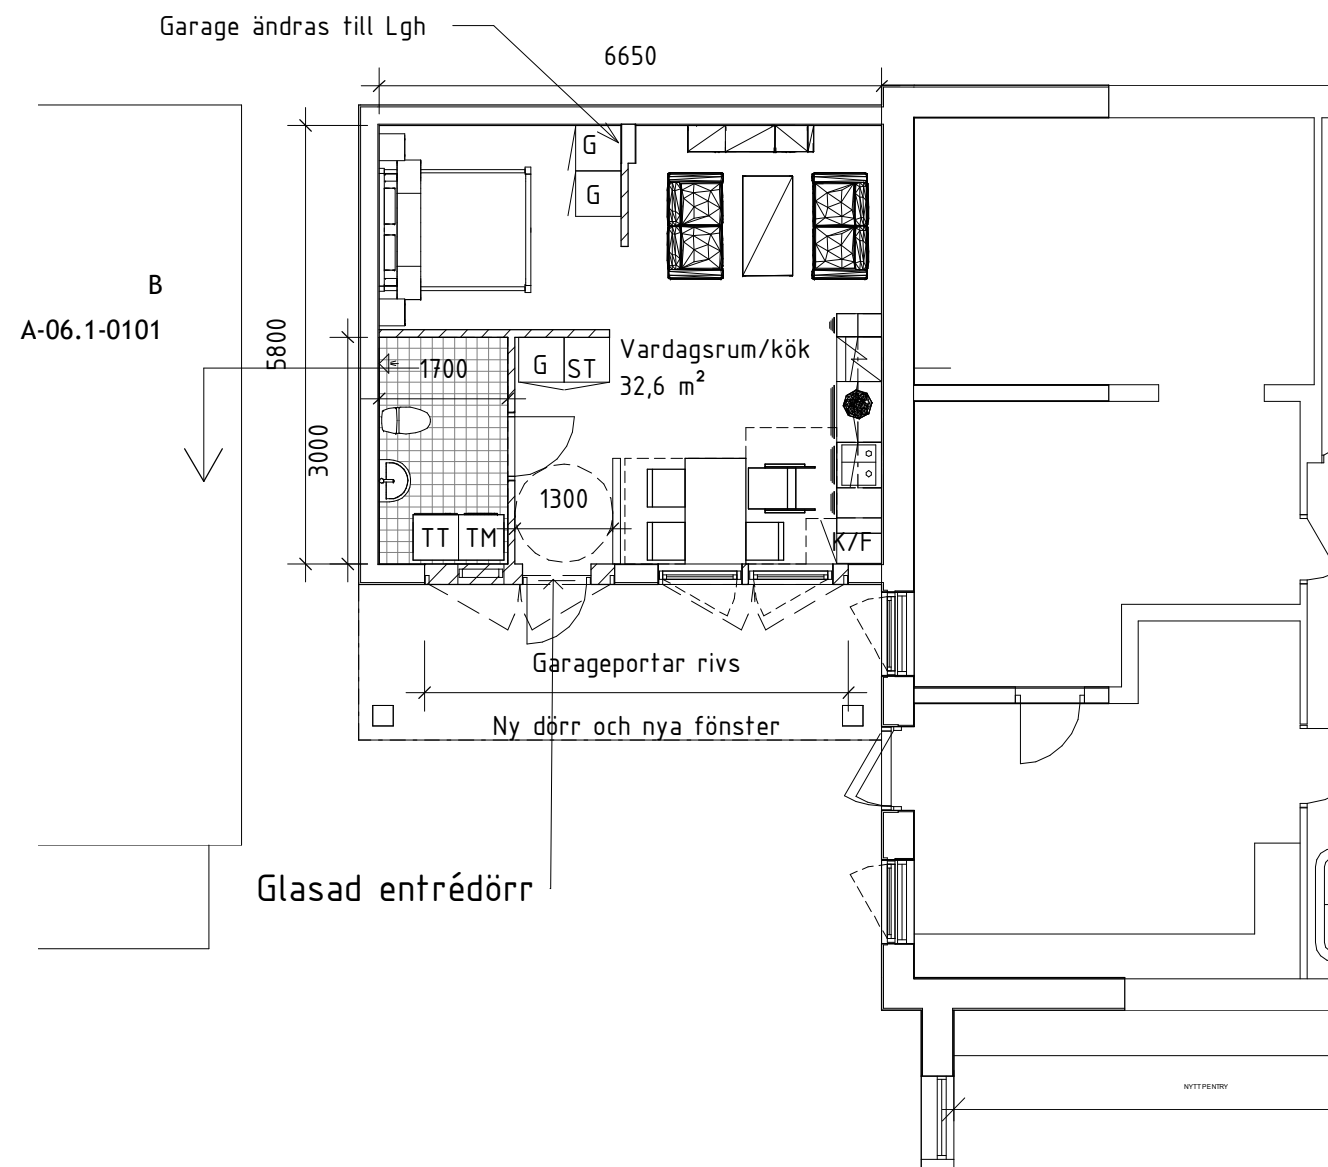 Garage ändras till Lgh
6650
G
G
B
A-06.1-0101
5800
Vardagsrum/kök
32,6 m²
1700
G
ST
3000
1300
TT
TM
K/F
Garageportar rivs
Ny dörr och nya fönster
Glasad entrédörr
NYTT PENTRY